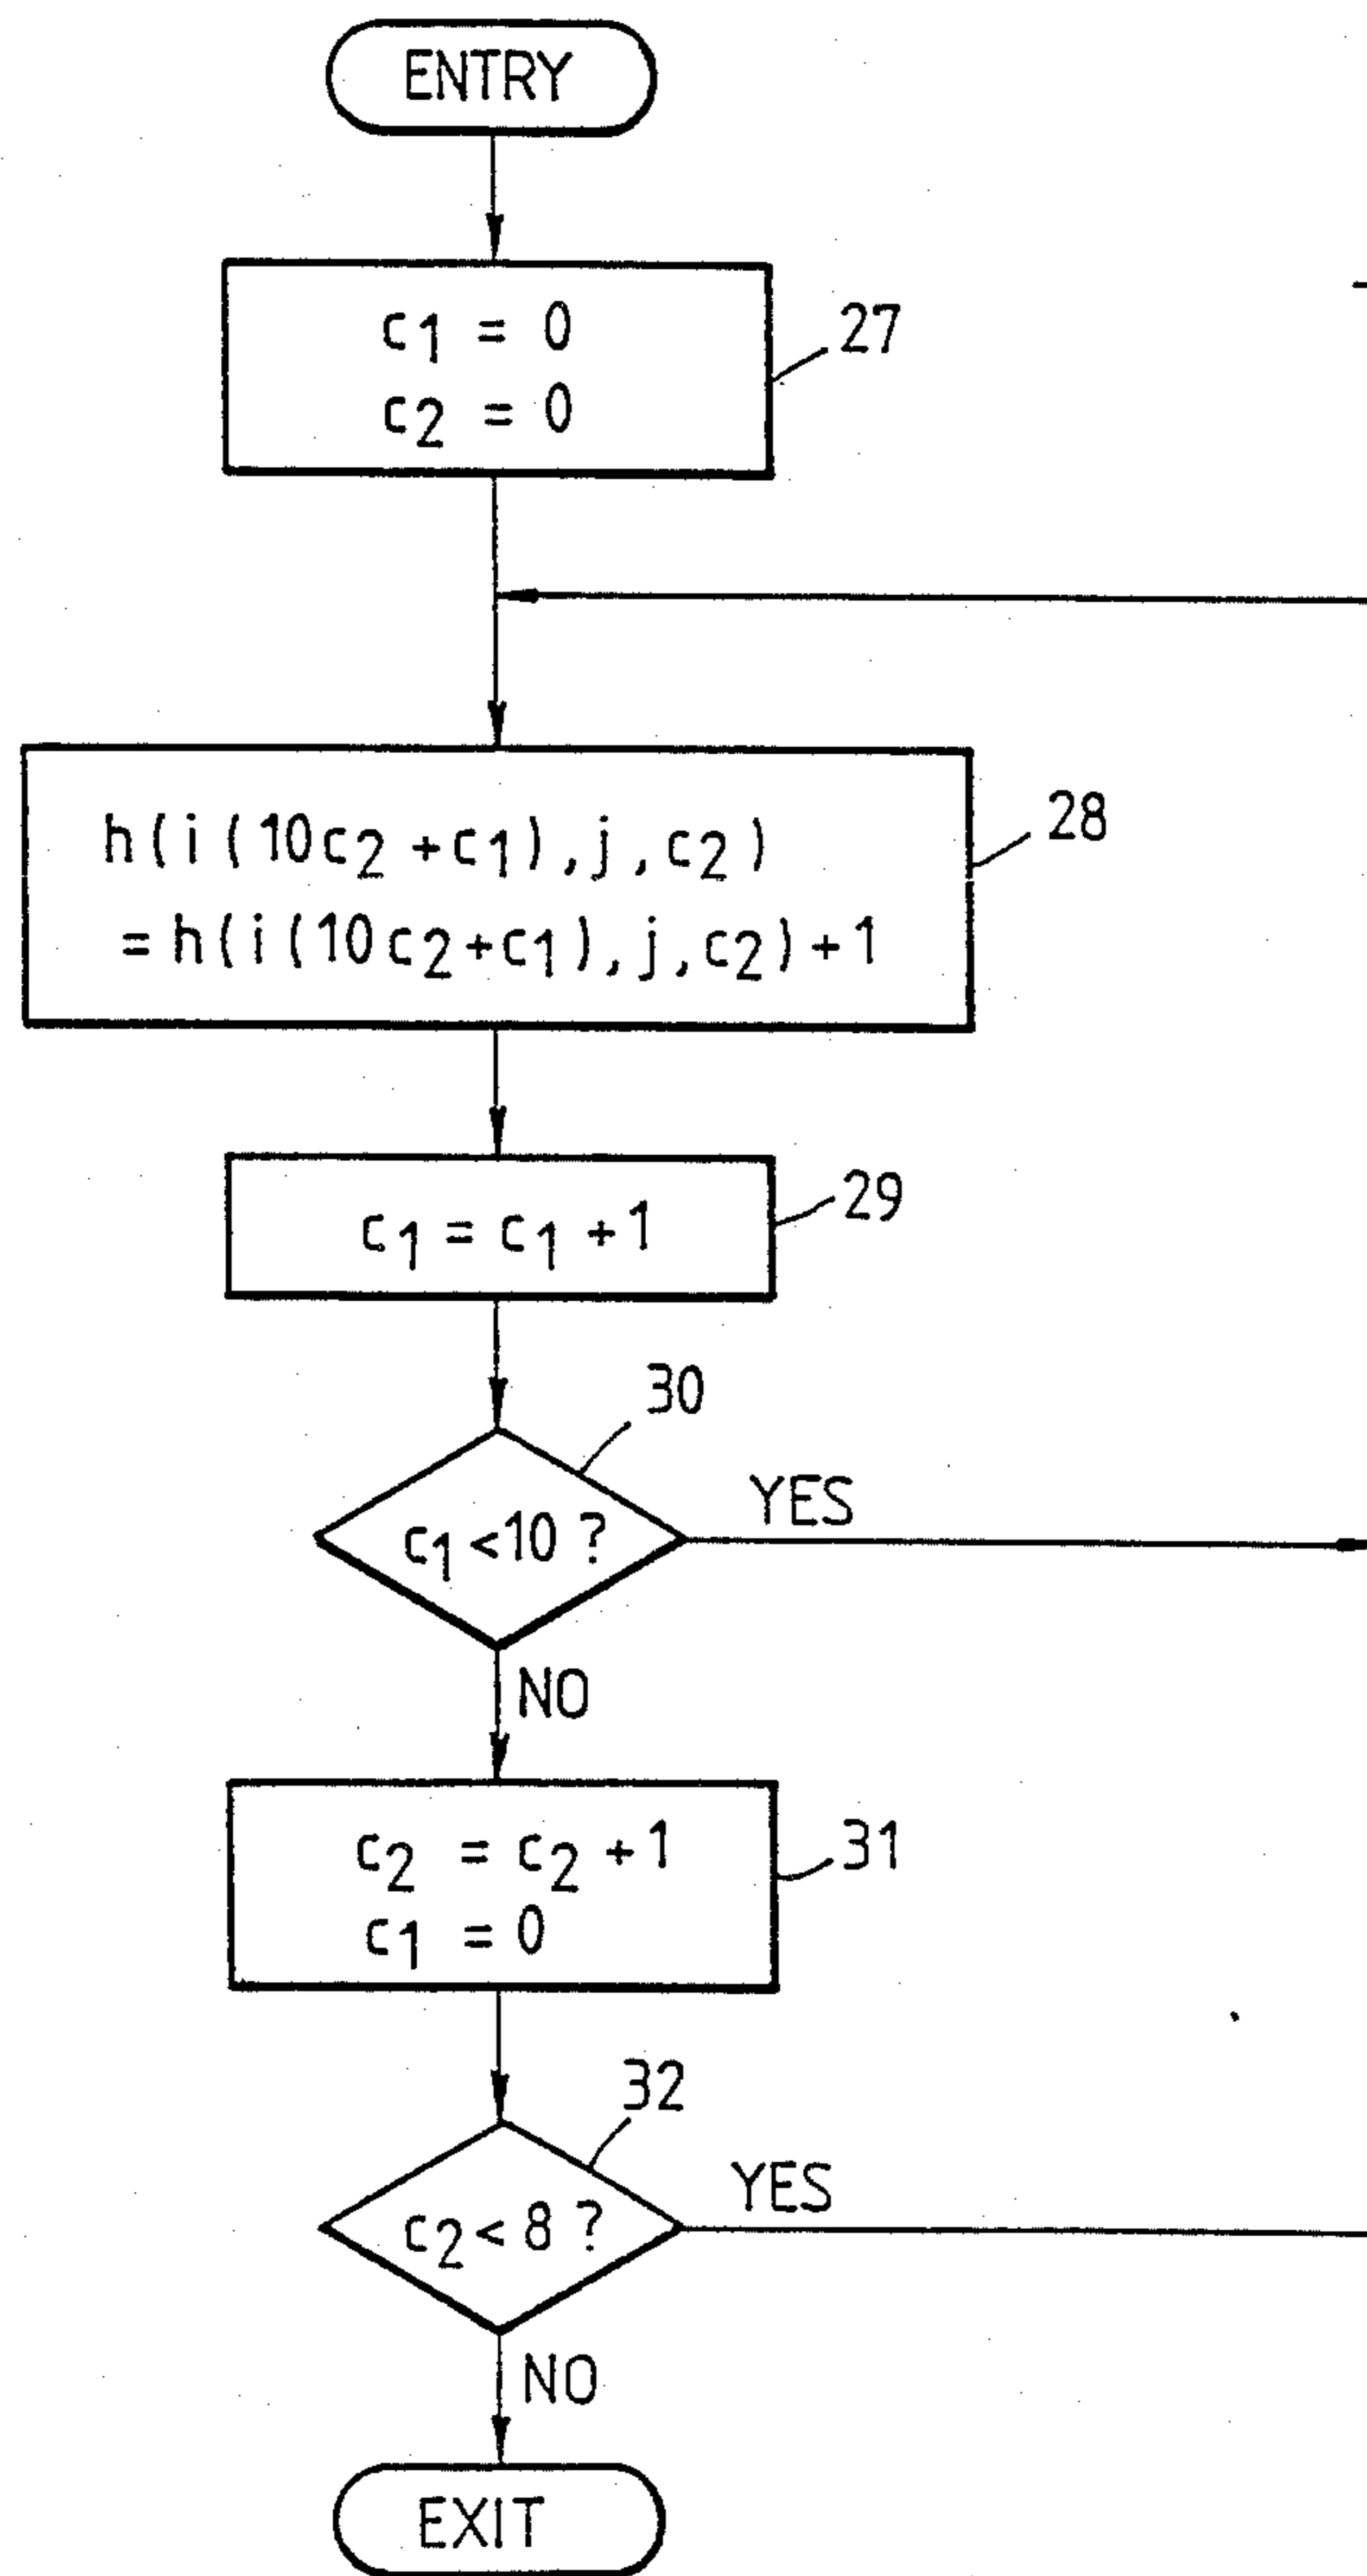 ENTRY
c1 = 0
c2 = 0
27
h(i(10c2+c1),j,c2)
=h(i(10c2+c1),j,c2)+1
28
c1=c1+1
29
30
c1<10?
YES
NO
c2 = c2+1
c1 = 0
31
32
c2<8?
YES
NO
EXIT